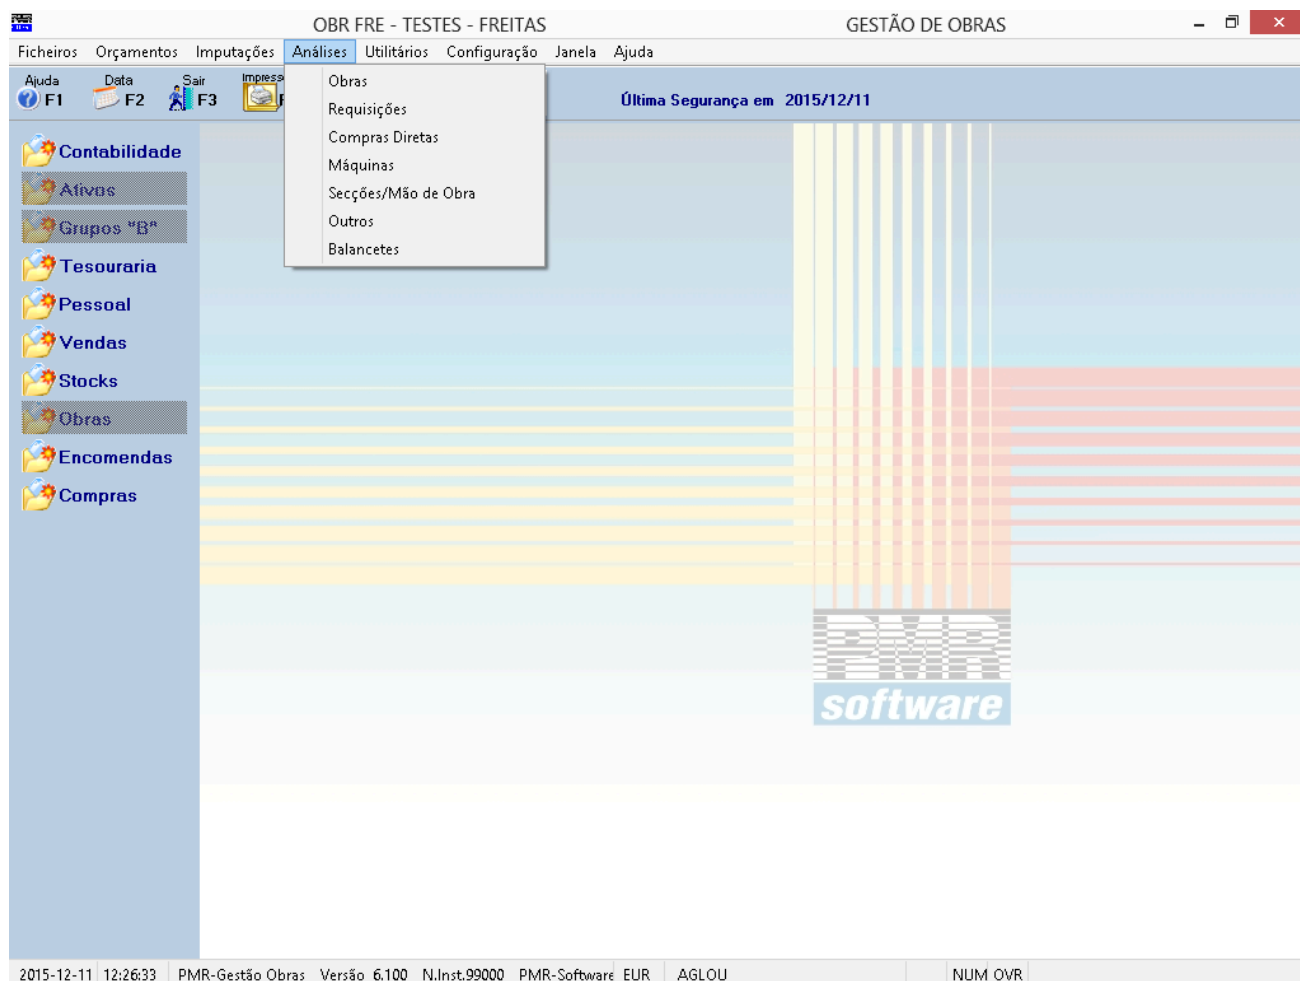 OBR FRE - TESTES - FREITAS GESTÃO DE OBRAS
Ficheiros Orçamentos Imputações Análises Utilitários Configuração Janela Ajuda
Ajuda Data Sair
F1 F2 F3
Última Segurança em 2015/12/11
Obras
Requisições
Compras Diretas
Máquinas
Secções/Mão de Obra
Outros
Balancetes
Contabilidade
Ativos
Grupos "B"
Tesouraria
Pessoal
Vendas
Stocks
Obras
Encomendas
Compras
PMR
software
2015-12-11 12:26:33 PMR-Gestão Obras Versão 6.100 N.Inst.99000 PMR-Software EUR AGLOU NUM OVR